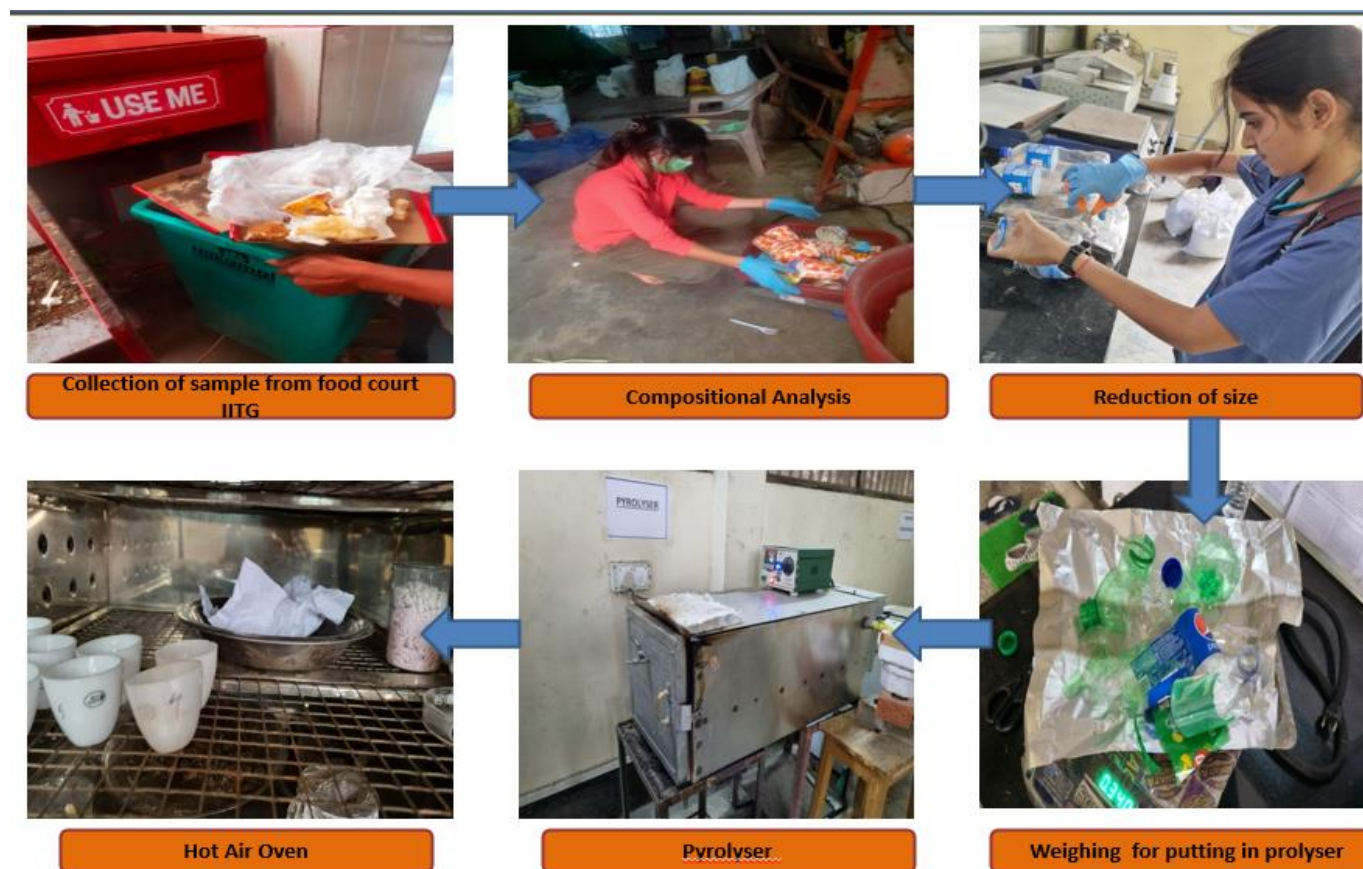 USE ME
Collection of sample from food court
IITG
Compositional Analysis
Reduction of size
PYROLYSER
Hot Air Oven
Pyrolyser
Weighing for putting in prolyser